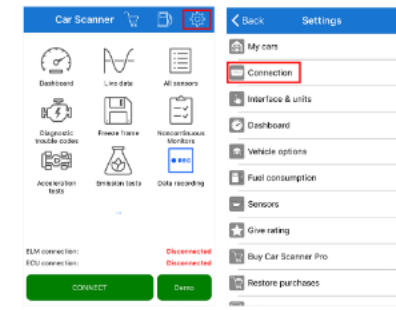 Car Scanner
Dashboard
Live data
All sensors
Diagnostic trouble codes
Freeze frame
Noncontinuous Monitors
Acceleration tests
Emission tests
REC
Data recording
...
ELM connection: Disconnected
ECU connection: Disconnected
CONNECT
Demo
Back Settings
My cars
Connection
Interface & units
Dashboard
Vehicle options
Fuel consumption
Sensors
Give rating
Buy Car Scanner Pro
Restore purchases